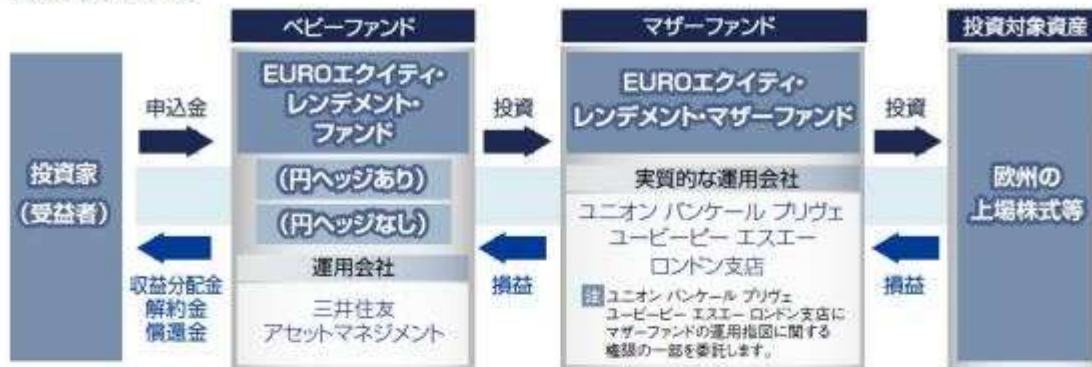 ベビーファンド
マザーファンド
投資対象資産
投資家
(受益者)
申込金
収益分配金
解約金
償還金
EUROエクイティ・
レンデメント・
ファンド
(円ヘッジあり)
(円ヘッジなし)
運用会社
三井住友
アセットマネジメント
投資
損益
EUROエクイティ・
レンデメント・マザーファンド
実質的な運用会社
ユニオン バンケール プリヴェ
ユービーピー エスエー
ロンドン支店
注 ユニオン バンケール プリヴェ
ユービーピー エスエー ロンドン支店に
マザーファンドの運用指図に関する
権限の一部を委託します。
投資
損益
欧州の
上場株式等